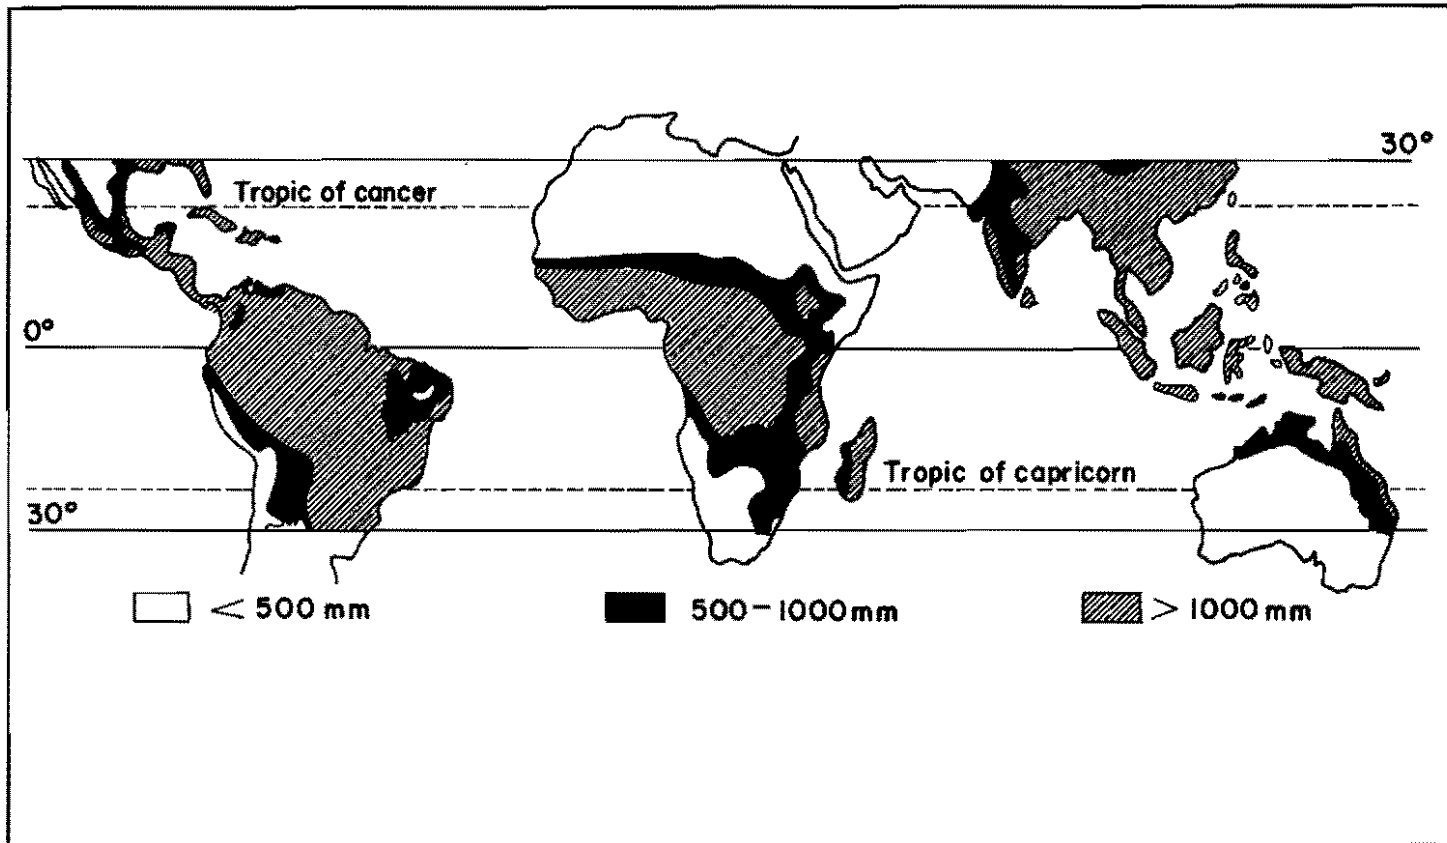 30°
Tropic of cancer
0°
Tropic of capricorn
30°
< 500 mm
500-1000 mm
> 1000 mm